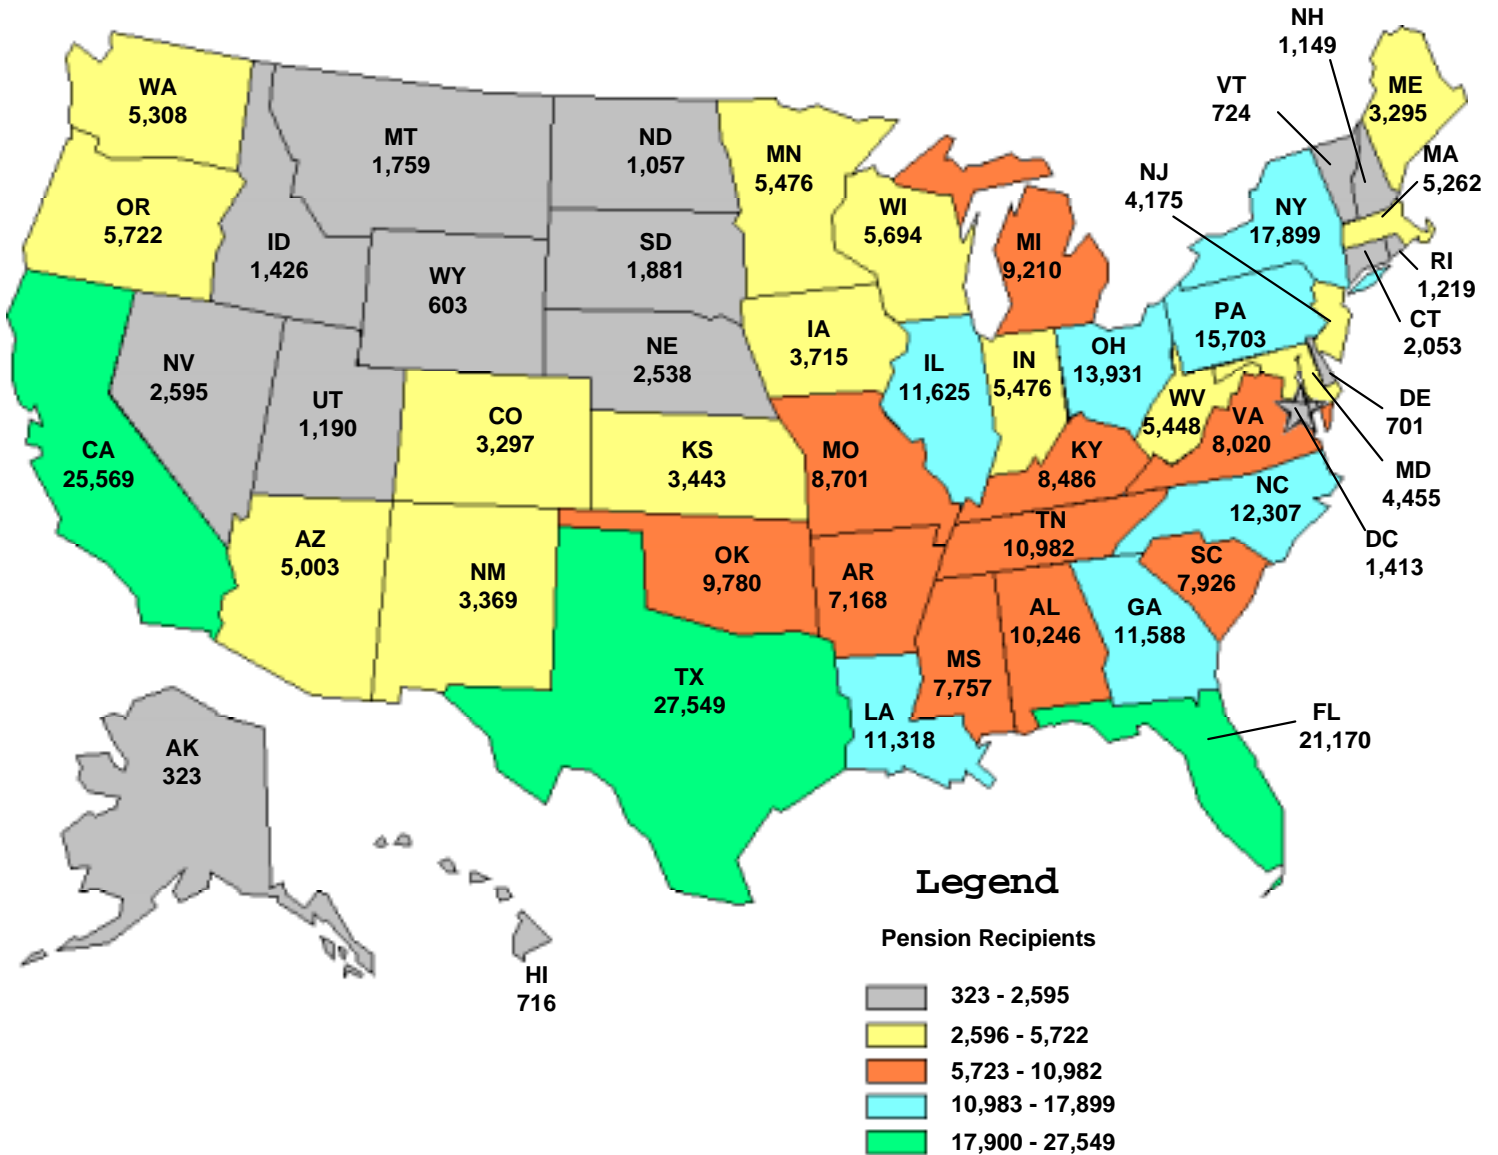 NH
1,149
VT
724
ME
3,295
WA
5,308
MT
1,759
ND
1,057
MN
5,476
NJ
4,175
MA
5,262
OR
5,722
ID
1,426
SD
1,881
WI
5,694
MI
9,210
NY
17,899
RI
1,219
WY
603
CT
2,053
NV
2,595
UT
1,190
NE
2,538
IA
3,715
IL
11,625
IN
5,476
OH
13,931
PA
15,703
DE
701
CA
25,569
CO
3,297
KS
3,443
MO
8,701
KY
8,486
WV
5,448
VA
8,020
MD
4,455
NC
12,307
DC
1,413
AZ
5,003
NM
3,369
OK
9,780
AR
7,168
TN
10,982
SC
7,926
TX
27,549
LA
11,318
MS
7,757
AL
10,246
GA
11,588
FL
21,170
AK
323
HI
716
Legend
Pension Recipients
323 - 2,595
2,596 - 5,722
5,723 - 10,982
10,983 - 17,899
17,900 - 27,549